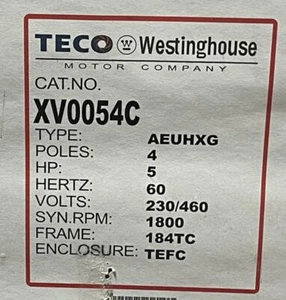 TECO Westinghouse
MOTOR COMPANY
CAT.NO.
XV0054C
TYPE: AEUHXG
POLES: 4
HP: 5
HERTZ: 60
VOLTS: 230/460
SYN.RPM: 1800
FRAME: 184TC
ENCLOSURE: TEFC